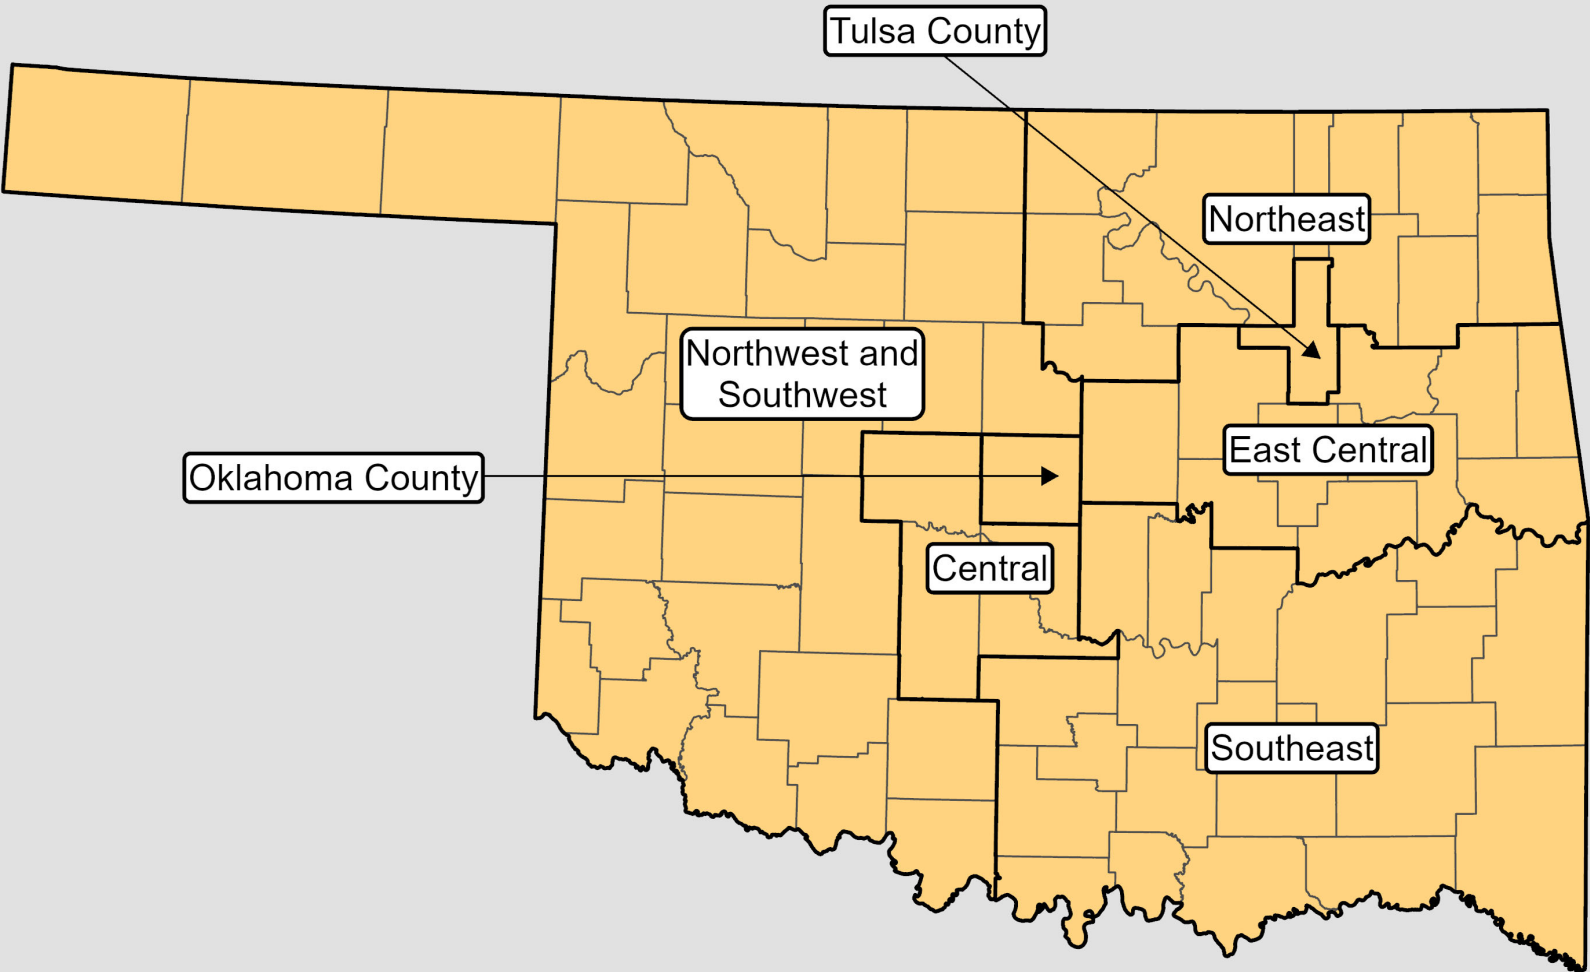 Tulsa County
Northeast
Northwest and
Southwest
East Central
Oklahoma County
Central
Southeast